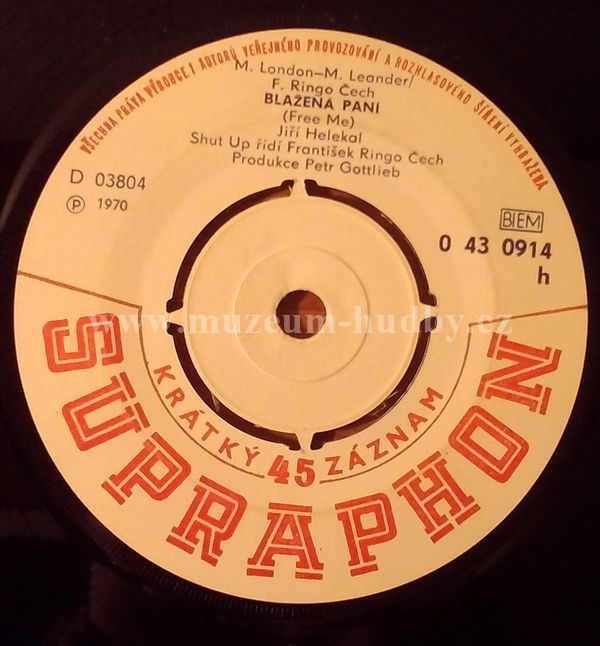 VŠECHNA PRÁVA VÝROBCE I AUTORŮ VEŘEJNÉHO PROVOZOVÁNÍ A ROZHLASOVÉHO ŠÍŘENÍ VYHRAŽENA
M. London–M. Leander/
F. Ringo Čech
BLAŽENÁ PANÍ
(Free Me)
Jiří Helekal
Shut Up řídí František Ringo Čech
Produkce Petr Gottlieb
D 03804
℗ 1970
BIEM
0 43 0914
h
www.muzeum-hudby.cz
KRÁTKÝ 45 ZÁZNAM
SUPRAPHON